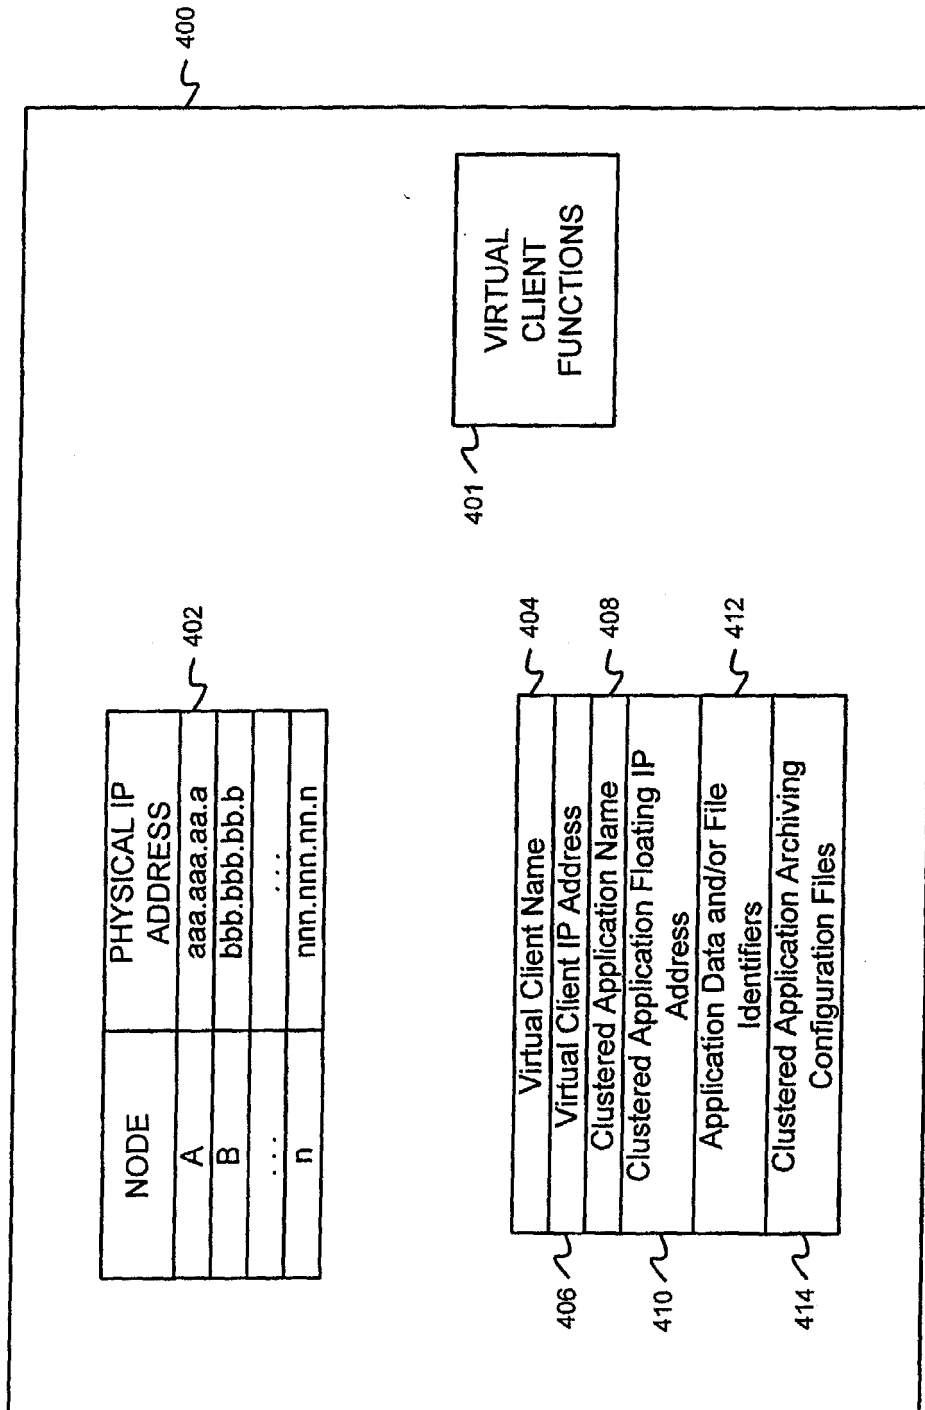 400
NODE
PHYSICAL IP
ADDRESS
A
aaa.aaa.aa.a
402
B
bbb.bbb.bb.b
...
...
n
nnn.nnn.nn.n
401
VIRTUAL
CLIENT
FUNCTIONS
Virtual Client Name
404
406
Virtual Client IP Address
Clustered Application Name
408
410
Clustered Application Floating IP
Address
Application Data and/or File
Identifiers
412
414
Clustered Application Archiving
Configuration Files